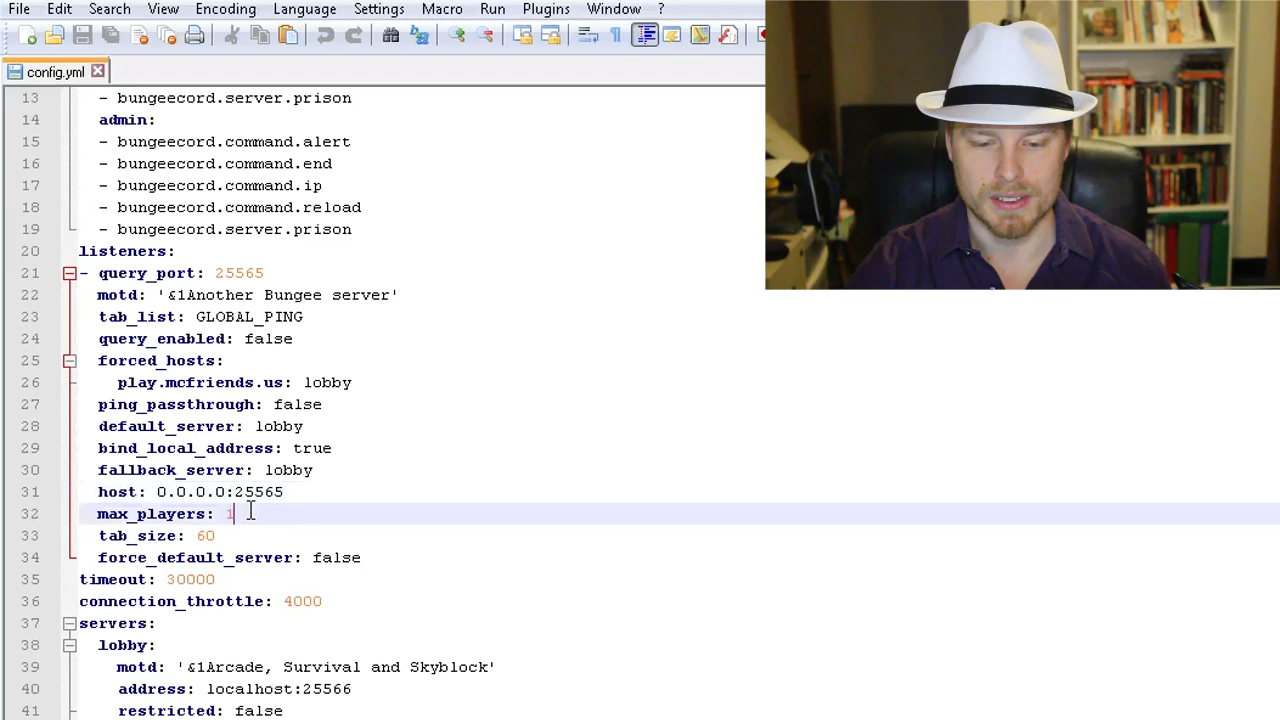 File Edit Search View Encoding Language Settings Macro Run Plugins Window ?
config.yml
13 - bungeecord.server.prison
14 admin:
15 - bungeecord.command.alert
16 - bungeecord.command.end
17 - bungeecord.command.ip
18 - bungeecord.command.reload
19 - bungeecord.server.prison
20 listeners:
21 - query_port: 25565
22 motd: '&1Another Bungee server'
23 tab_list: GLOBAL_PING
24 query_enabled: false
25 forced_hosts:
26 play.mcfriends.us: lobby
27 ping_passthrough: false
28 default_server: lobby
29 bind_local_address: true
30 fallback_server: lobby
31 host: 0.0.0.0:25565
32 max_players: 1
33 tab_size: 60
34 force_default_server: false
35 timeout: 30000
36 connection_throttle: 4000
37 servers:
38 lobby:
39 motd: '&1Arcade, Survival and Skyblock'
40 address: localhost:25566
41 restricted: false